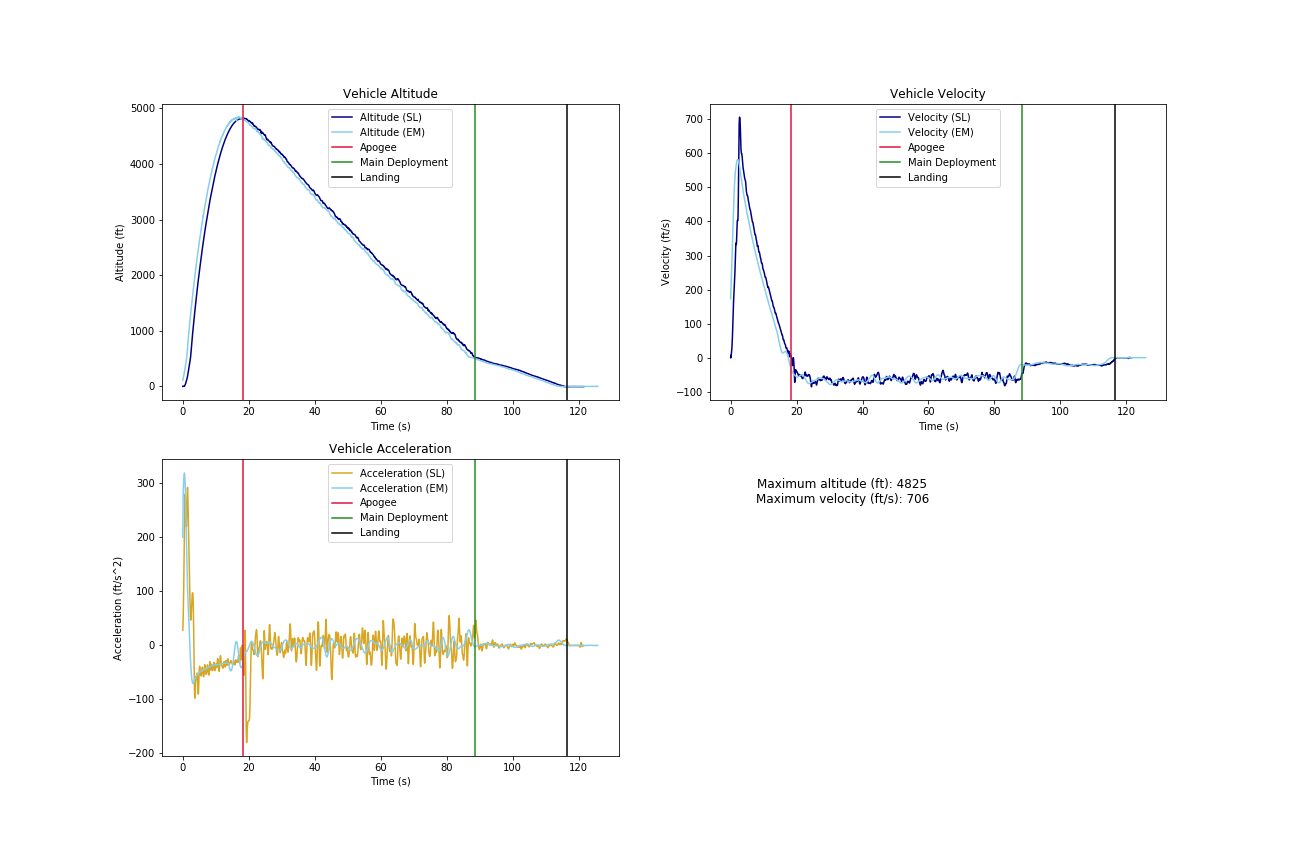 Vehicle Altitude
Altitude (ft)
5000
4000
3000
2000
1000
0
Altitude (SL)
Altitude (EM)
Apogee
Main Deployment
Landing
0 20 40 60 80 100 120
Time (s)
Vehicle Velocity
Velocity (ft/s)
700
600
500
400
300
200
100
0
−100
Velocity (SL)
Velocity (EM)
Apogee
Main Deployment
Landing
0 20 40 60 80 100 120
Time (s)
Vehicle Acceleration
Acceleration (ft/s^2)
300
200
100
0
−100
−200
Acceleration (SL)
Acceleration (EM)
Apogee
Main Deployment
Landing
0 20 40 60 80 100 120
Time (s)
Maximum altitude (ft): 4825
Maximum velocity (ft/s): 706